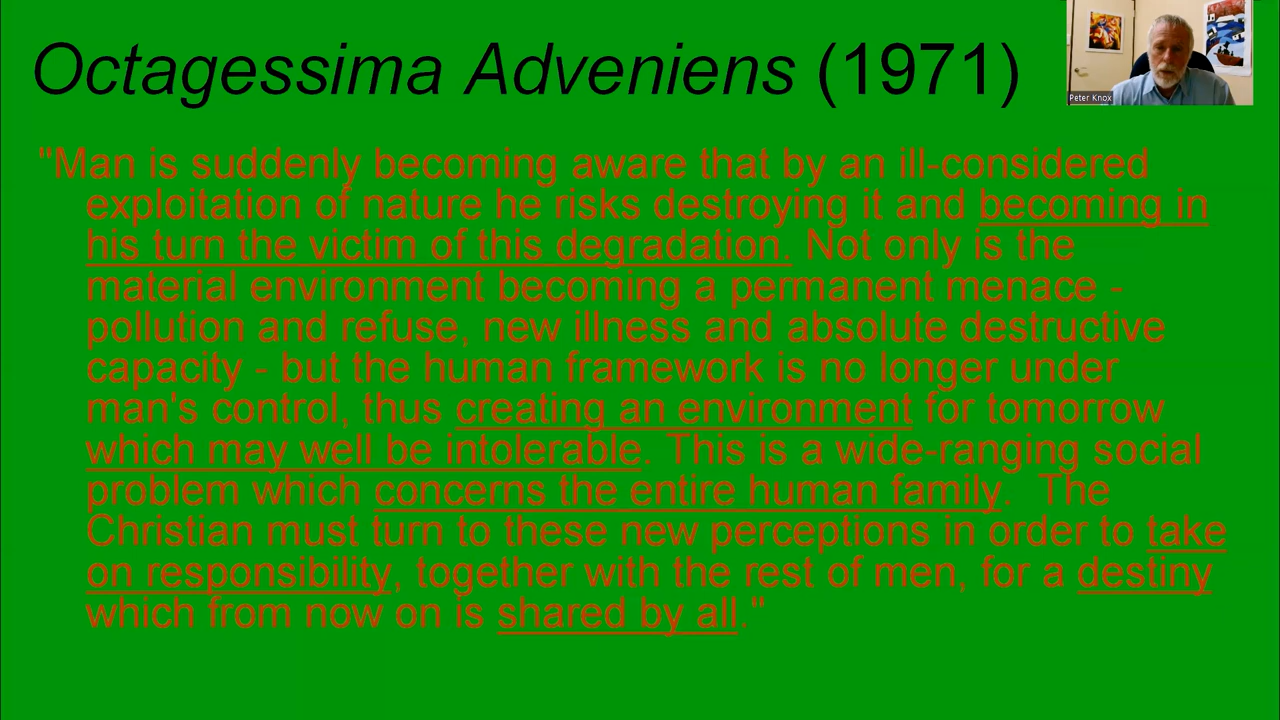 Octagessima Adveniens (1971)
Peter Knox
"Man is suddenly becoming aware that by an ill-considered
exploitation of nature he risks destroying it and becoming in
his turn the victim of this degradation. Not only is the
material environment becoming a permanent menace -
pollution and refuse, new illness and absolute destructive
capacity - but the human framework is no longer under
man's control, thus creating an environment for tomorrow
which may well be intolerable. This is a wide-ranging social
problem which concerns the entire human family.  The
Christian must turn to these new perceptions in order to take
on responsibility, together with the rest of men, for a destiny
which from now on is shared by all."